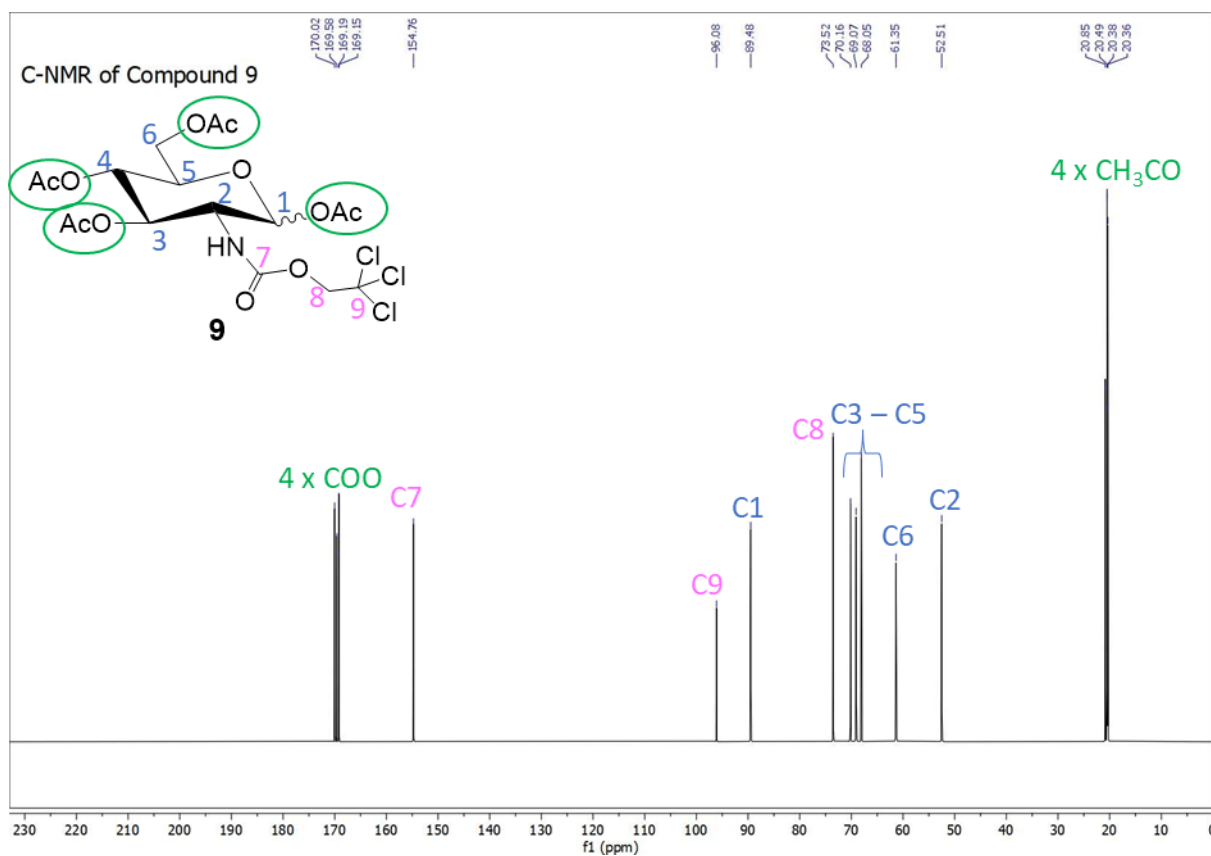 170.02
169.58
169.19
169.15
154.76
96.08
89.48
73.52
70.16
69.07
68.05
61.35
52.51
20.85
20.49
20.38
20.36
C-NMR of Compound 9
6
OAc
4
5
O
AcO
2
1
OAc
AcO
3
HN
7
O
Cl
Cl
O
8
9
Cl
9
4 x CH₃CO
C8
C3 – C5
4 x COO
C7
C1
C2
C6
C9
230 220 210 200 190 180 170 160 150 140 130 120 110 100 90 80 70 60 50 40 30 20 10 0
f1 (ppm)